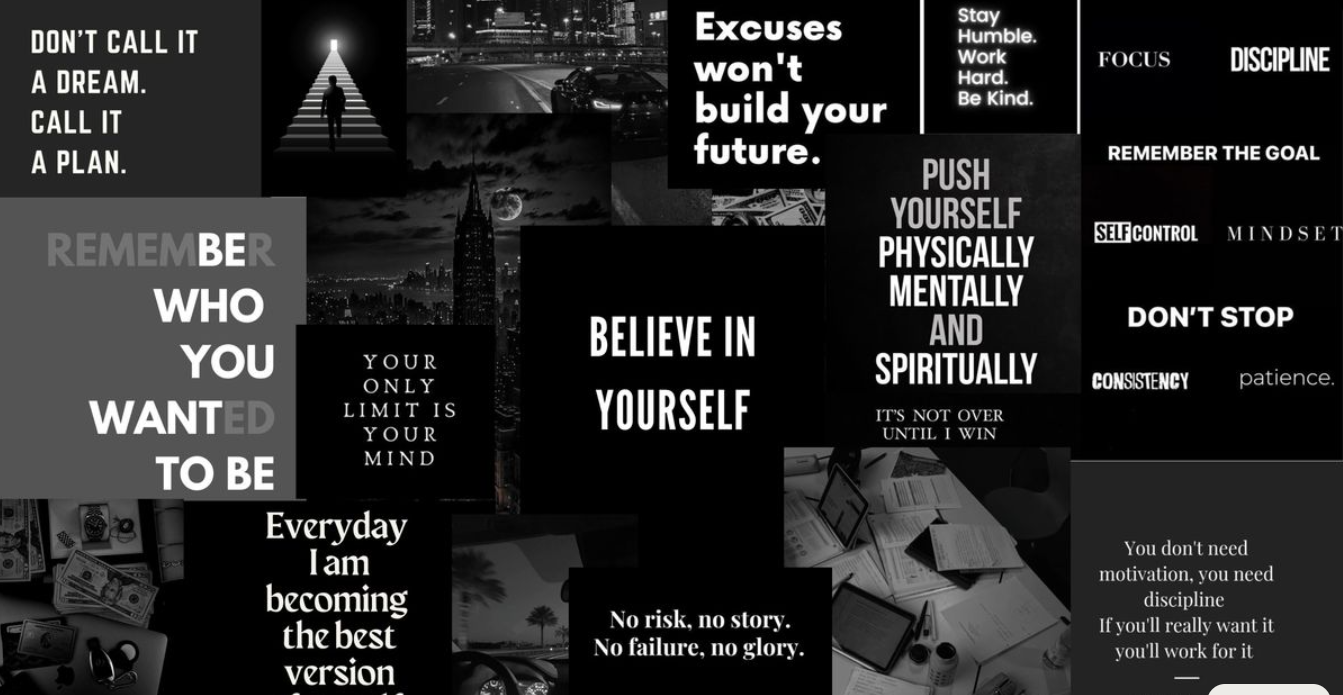 DON'T CALL IT
A DREAM.
CALL IT
A PLAN.
Excuses
won't
build your
future.
Stay
Humble.
Work
Hard.
Be Kind.
FOCUS
DISCIPLINE
REMEMBER THE GOAL
SELFCONTROL
MINDSET
DON'T STOP
CONSISTENCY
patience.
REMEMBER
WHO
YOU
WANTED
TO BE
YOUR
ONLY
LIMIT IS
YOUR
MIND
BELIEVE IN
YOURSELF
PUSH
YOURSELF
PHYSICALLY
MENTALLY
AND
SPIRITUALLY
IT'S NOT OVER
UNTIL I WIN
Everyday
I am
becoming
the best
version
No risk, no story.
No failure, no glory.
You don't need
motivation, you need
discipline
If you'll really want it
you'll work for it